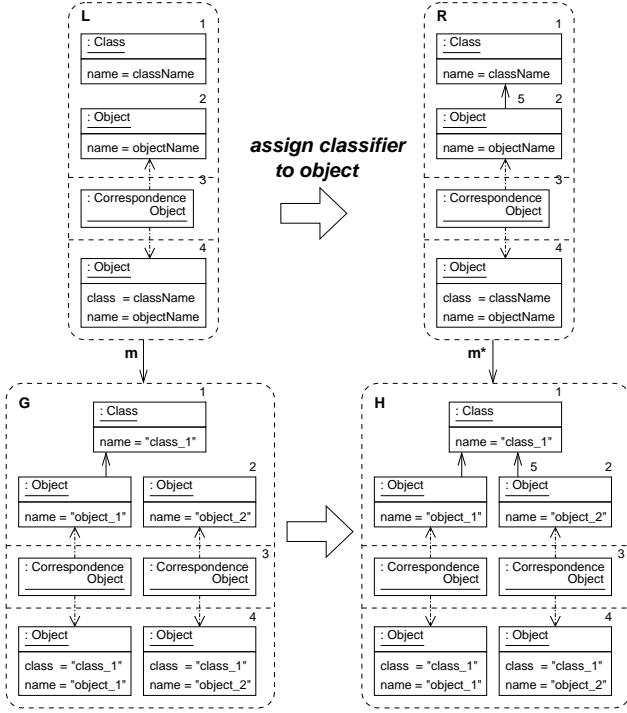 L
1
: Class
name = className
2
: Object
name = objectName
3
: Correspondence
Object
4
: Object
class = className
name = objectName
assign classifier
to object
R
1
: Class
name = className
5
2
: Object
name = objectName
3
: Correspondence
Object
4
: Object
class = className
name = objectName
m
m*
G
1
: Class
name = "class_1"
: Object
name = "object_1"
2
: Object
name = "object_2"
: Correspondence
Object
3
: Correspondence
Object
: Object
class = "class_1"
name = "object_1"
4
: Object
class = "class_1"
name = "object_2"
H
1
: Class
name = "class_1"
: Object
name = "object_1"
5
2
: Object
name = "object_2"
: Correspondence
Object
3
: Correspondence
Object
: Object
class = "class_1"
name = "object_1"
4
: Object
class = "class_1"
name = "object_2"